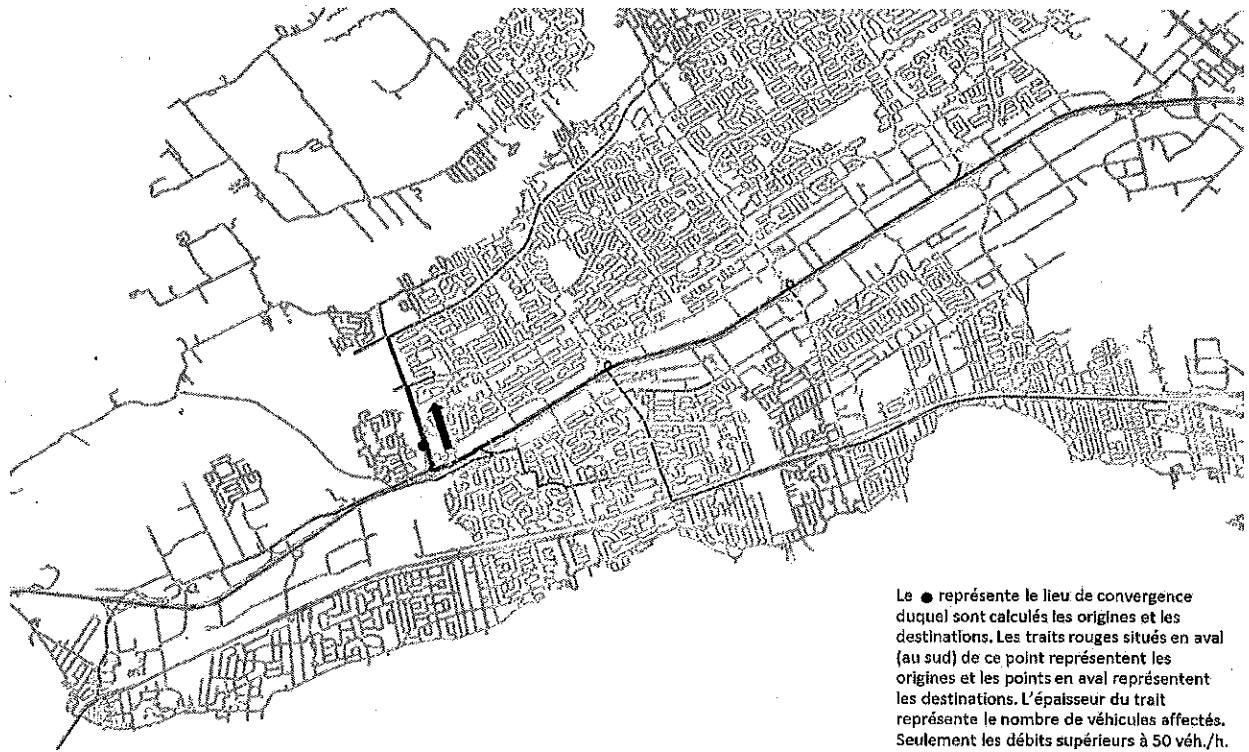 Le ● représente le lieu de convergence
duquel sont calculés les origines et les
destinations. Les traits rouges situés en aval
(au sud) de ce point représentent les
origines et les points en aval représentent
les destinations. L'épaisseur du trait
représente le nombre de véhicules affectés.
Seulement les débits supérieurs à 50 véh./h.